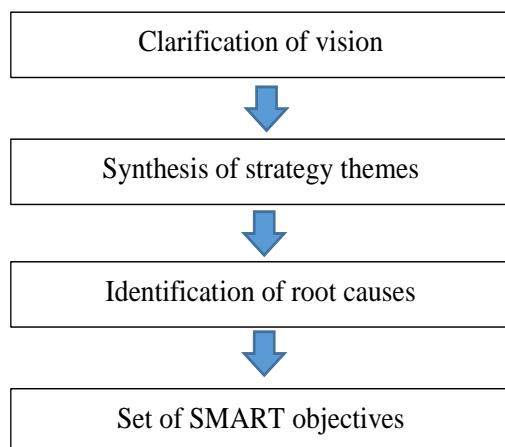 Clarification of vision
Synthesis of strategy themes
Identification of root causes
Set of SMART objectives